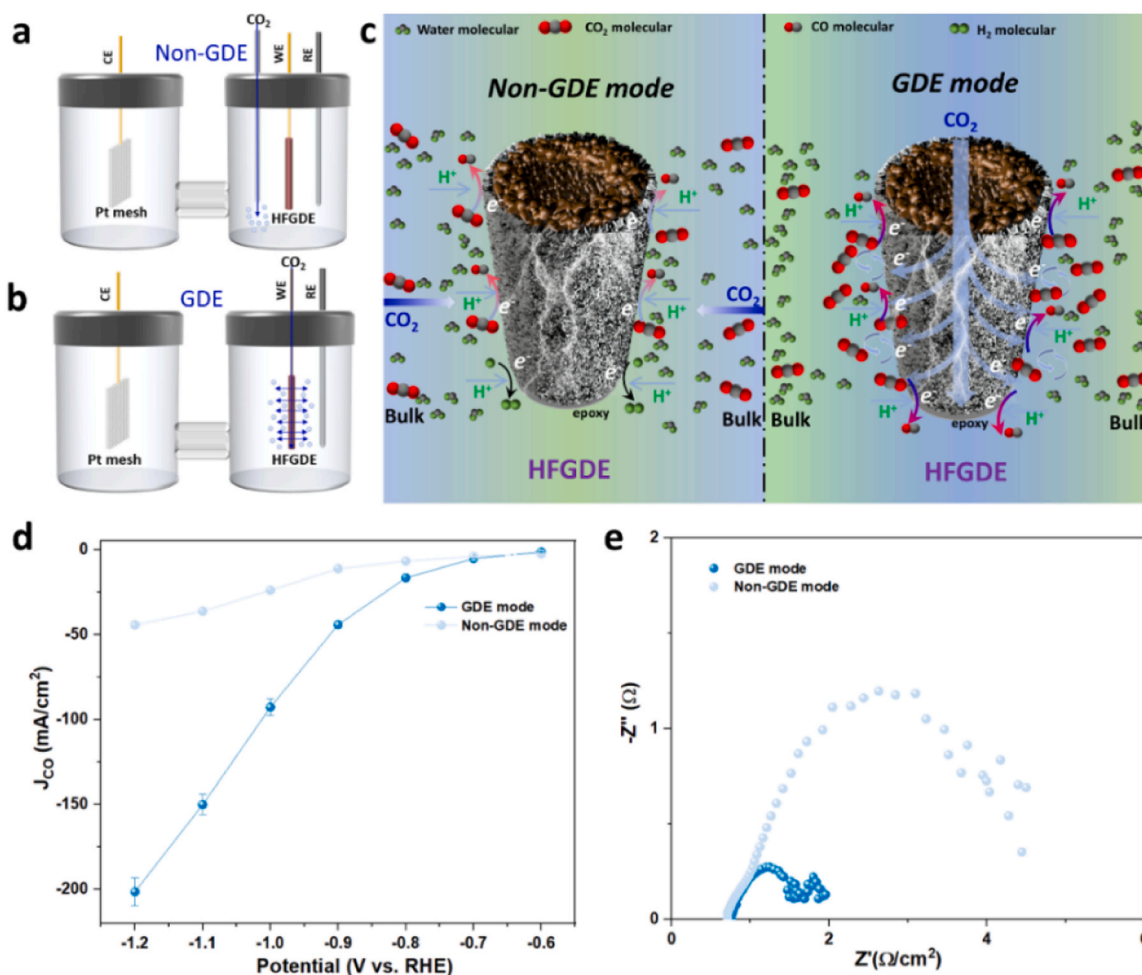 a
CO2
Non-GDE
CE
WE
RE
Pt mesh
HFGDE
b
CO2
GDE
CE
WE
RE
Pt mesh
HFGDE
c
Water molecular
CO2 molecular
CO molecular
H2 molecular
Non-GDE mode
H+
H+
e-
e-
H+
H+
CO2
CO2
e-
e-
H+
H+
e-
e-
Bulk
Bulk
epoxy
HFGDE
GDE mode
CO2
H+
H+
e-
e-
H+
H+
e-
e-
e-
e-
H+
H+
e-
e-
Bulk
Bulk
epoxy
HFGDE
d
JCO (mA/cm2)
0
-50
-100
-150
-200
GDE mode
Non-GDE mode
-1.2 -1.1 -1.0 -0.9 -0.8 -0.7 -0.6
Potential (V vs. RHE)
e
-Z'' (Ω)
2
1
0
GDE mode
Non-GDE mode
0 2 4 6
Z'(Ω/cm2)